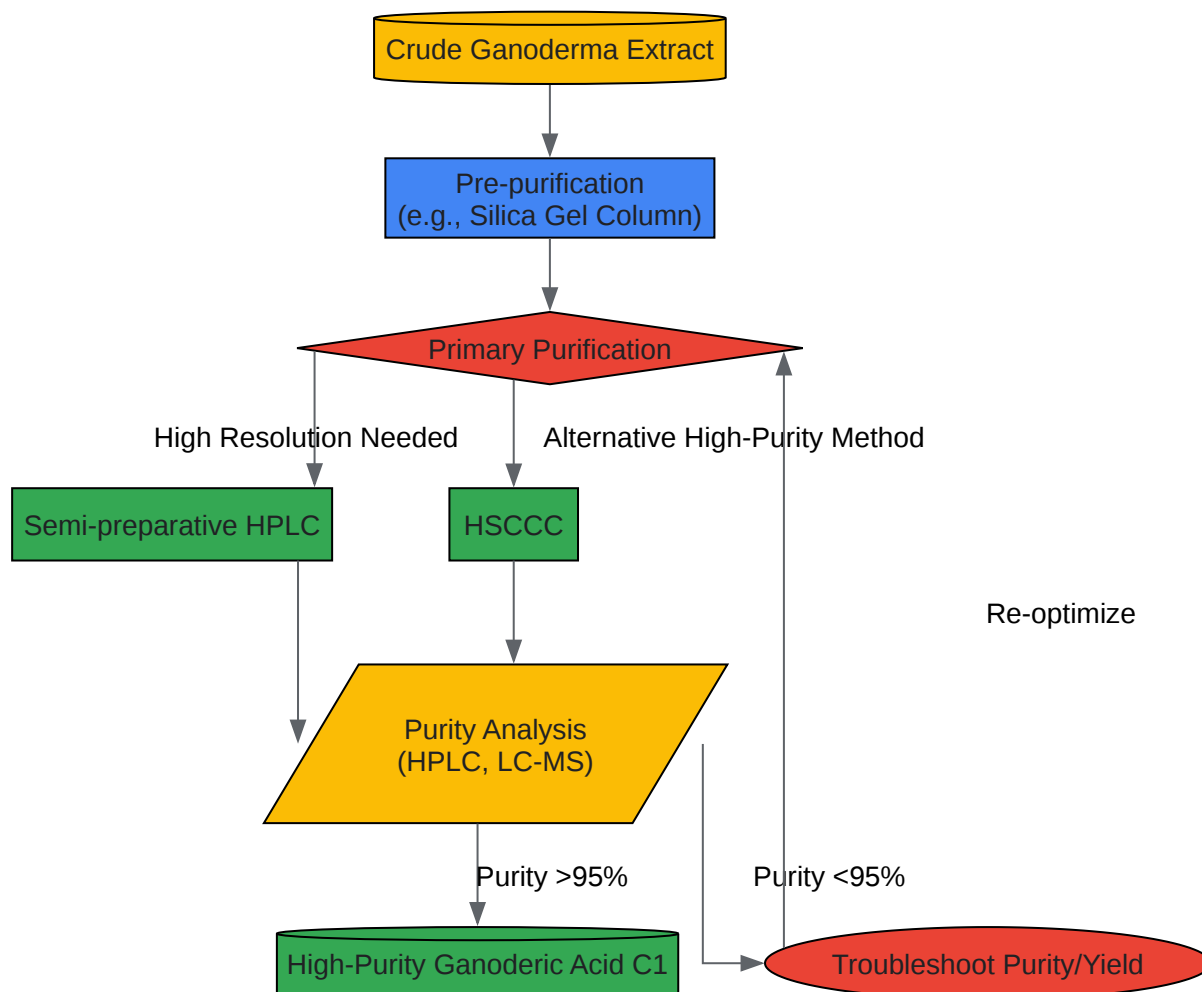 Crude Ganoderma Extract
Pre-purification
(e.g., Silica Gel Column)
Primary Purification
High Resolution Needed
Alternative High-Purity Method
Semi-preparative HPLC
HSCCC
Re-optimize
Purity Analysis
(HPLC, LC-MS)
Purity >95%
Purity <95%
High-Purity Ganoderic Acid C1
Troubleshoot Purity/Yield